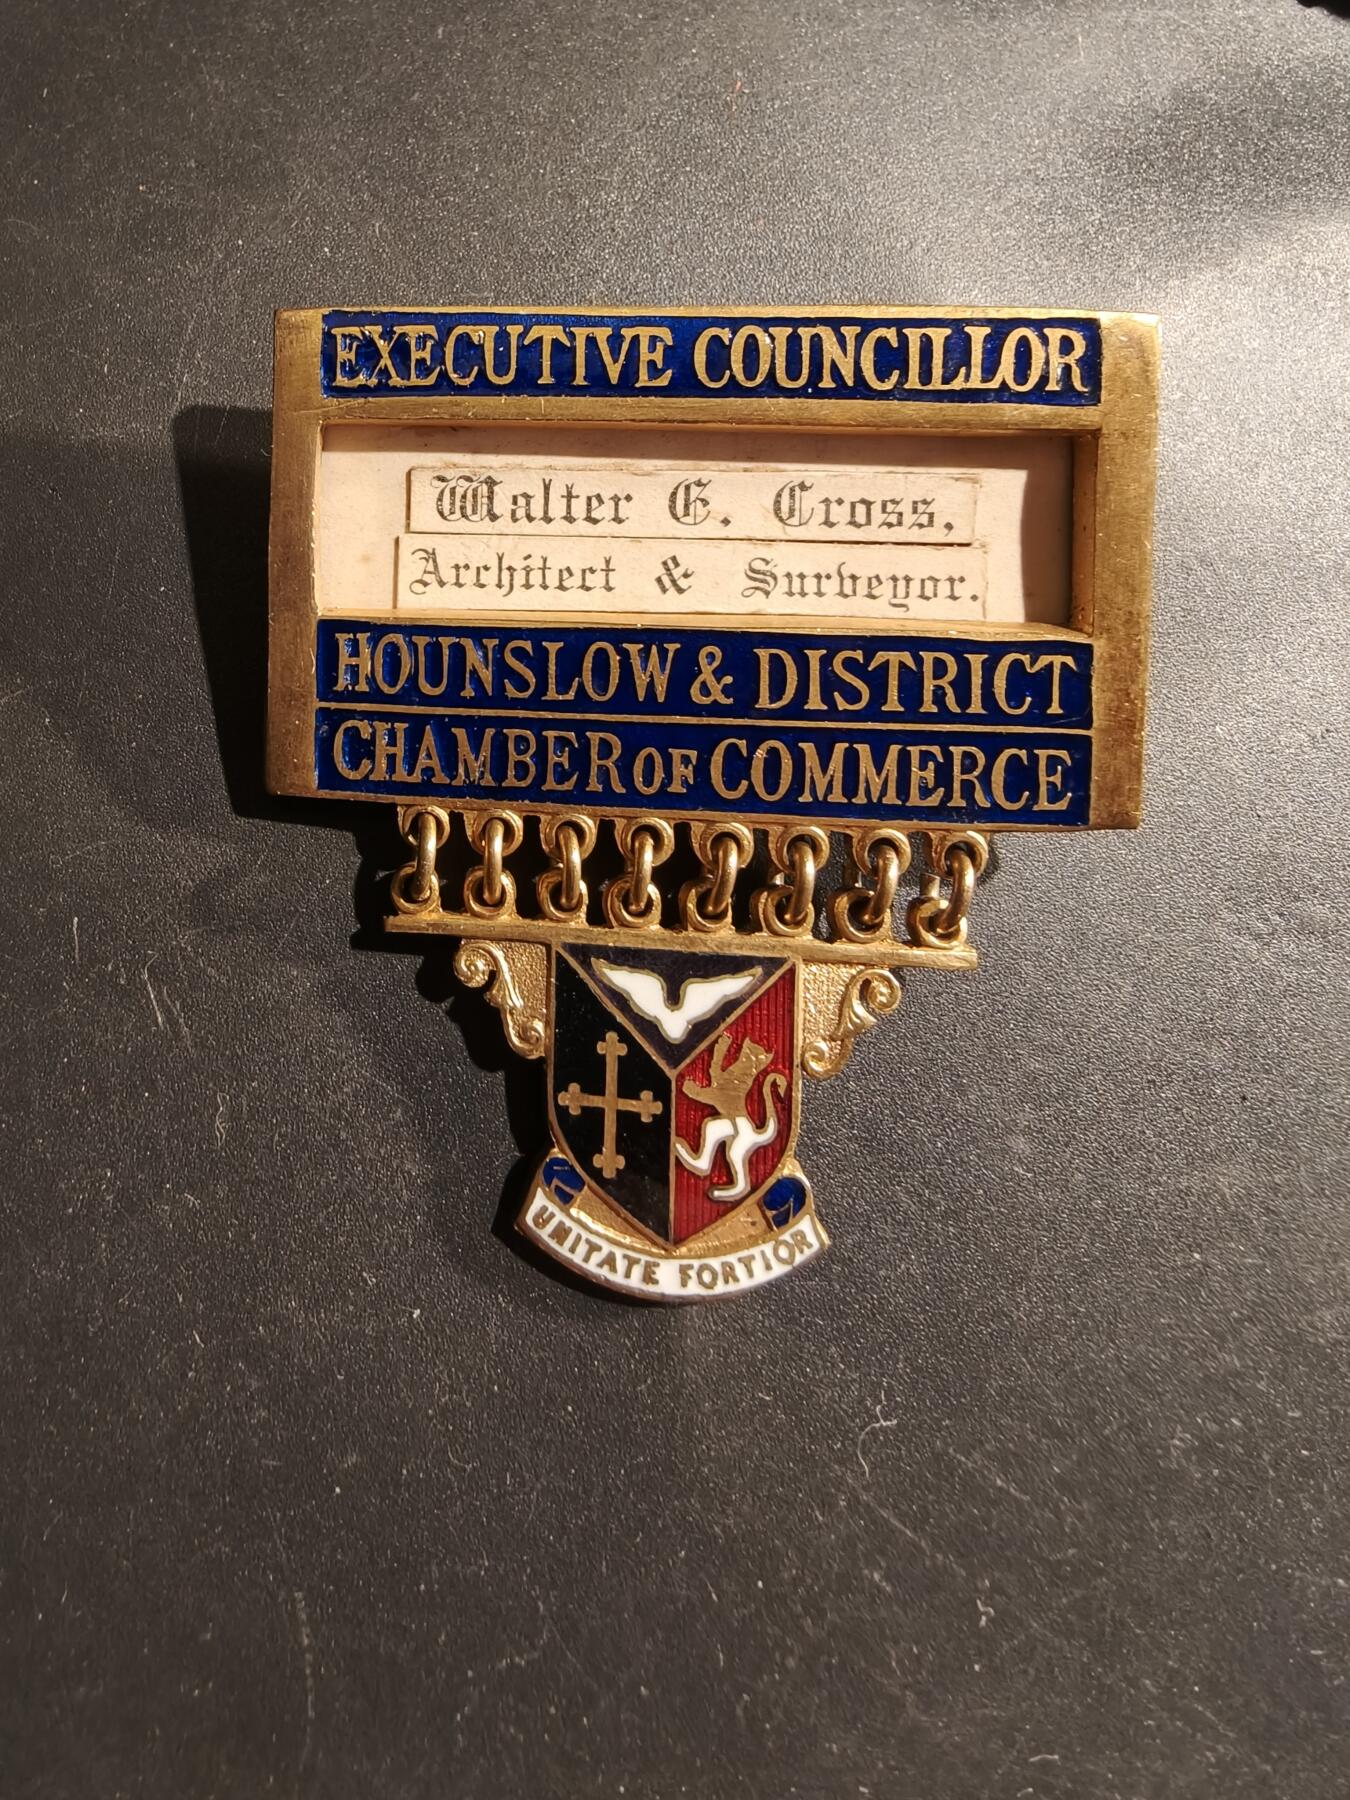 EXECUTIVE COUNCILLOR
Walter G. Cross,
Architect & Surveyor.
HOUNSLOW & DISTRICT
CHAMBER OF COMMERCE
UNITATE FORTIOR